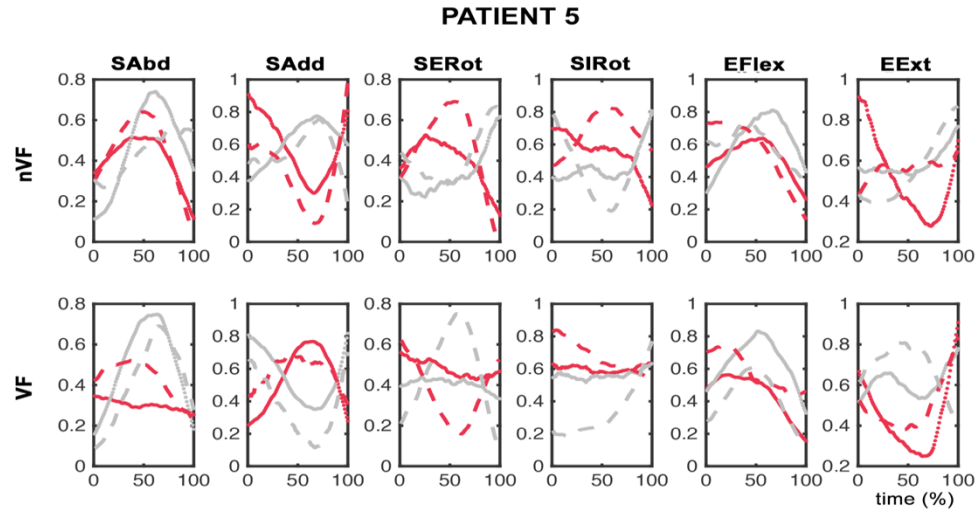 PATIENT 5
SAbd SAdd SERot SIRot EFlex EExt
nVF
0.8 1 0.8 1 1 1
0.6 0.8 0.6 0.8 0.8 0.8
0.4 0.6 0.4 0.6 0.6 0.6
0.2 0.4 0.2 0.4 0.4 0.4
0.2 0.2 0.2
0 0 0 0 0 0.2
0 50 100 0 50 100 0 50 100 0 50 100 0 50 100 0 50 100
VF
0.8 1 0.8 1 1 1
0.6 0.8 0.6 0.8 0.8 0.8
0.4 0.6 0.4 0.6 0.6 0.6
0.2 0.4 0.2 0.4 0.4 0.4
0.2 0.2 0.2
0 0 0 0 0 0.2
0 50 100 0 50 100 0 50 100 0 50 100 0 50 100 0 50 100
time (%)